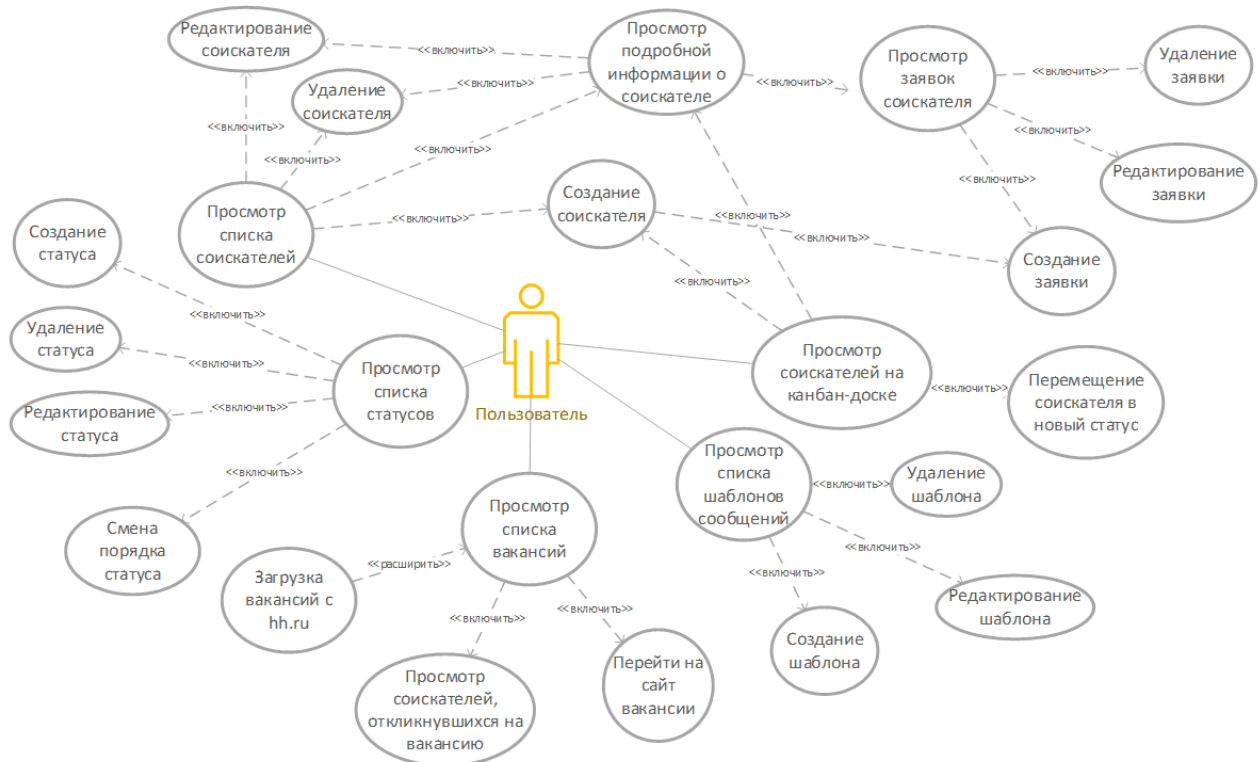 Редактирование
соискателя
<<включить>>
Просмотр
подробной
информации о
соискателе
<<включить>>
Просмотр
заявок
соискателя
<<включить>>
Удаление
заявки
<<включить>>
Удаление
соискателя
<<включить>>
<<включить>>
<<включить>>
<<включить>>
Редактирование
заявки
<<включить>>
<<включить>>
Просмотр
списка
соискателей
<<включить>>
Создание
соискателя
<<включить>>
<<включить>>
Создание
заявки
Создание
статуса
<<включить>>
<<включить>>
Удаление
статуса
<<включить>>
Просмотр
списка
статусов
Пользователь
Просмотр
соискателей на
канбан-доске
<<включить>>
Перемещение
соискателя в
новый статус
Редактирование
статуса
<<включить>>
<<включить>>
Смена
порядка
статуса
Просмотр
списка
шаблонов
сообщений
<<включить>>
Удаление
шаблона
<<включить>>
Редактирование
шаблона
<<включить>>
Создание
шаблона
Просмотр
списка
вакансий
<<расширить>>
Загрузка
вакансий с
hh.ru
<<включить>>
<<включить>>
Просмотр
соискателей,
откликнувшихся на
вакансию
Перейти на
сайт
вакансии